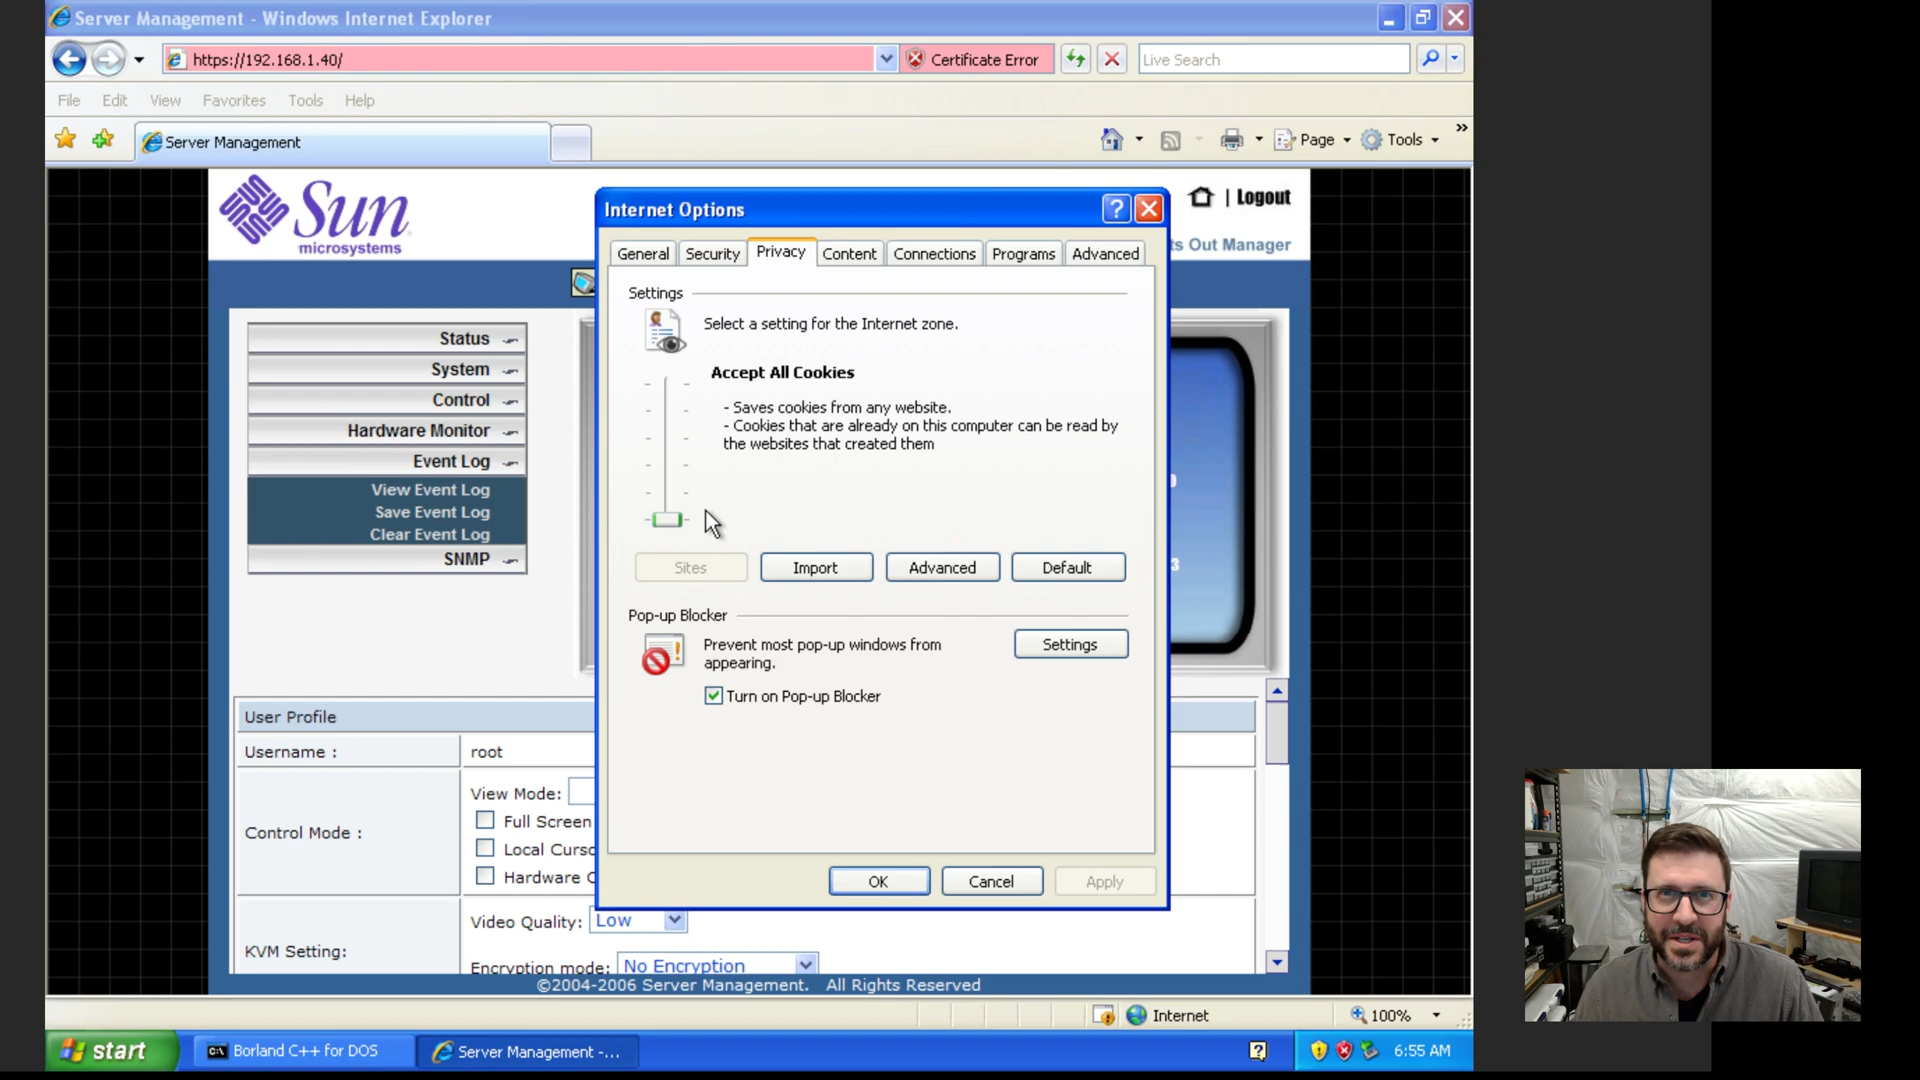 Server Management - Windows Internet Explorer
https://192.168.1.40/
Certificate Error
Live Search
File Edit View Favorites Tools Help
Server Management
Page
Tools
»
Sun
microsystems
| Logout
ts Out Manager
Status
System
Control
Hardware Monitor
Event Log
View Event Log
Save Event Log
Clear Event Log
SNMP
Internet Options
General Security Privacy Content Connections Programs Advanced
Settings
Select a setting for the Internet zone.
Accept All Cookies
- Saves cookies from any website.
- Cookies that are already on this computer can be read by
the websites that created them
Sites Import Advanced Default
Pop-up Blocker
Prevent most pop-up windows from
appearing.
Settings
Turn on Pop-up Blocker
OK Cancel Apply
User Profile
Username : root
Control Mode :
View Mode:
Full Screen
Local Curso
Hardware C
KVM Setting:
Video Quality: Low
Encryption mode: No Encryption
©2004-2006 Server Management. All Rights Reserved
Internet
100%
start
Borland C++ for DOS
Server Management -...
6:55 AM